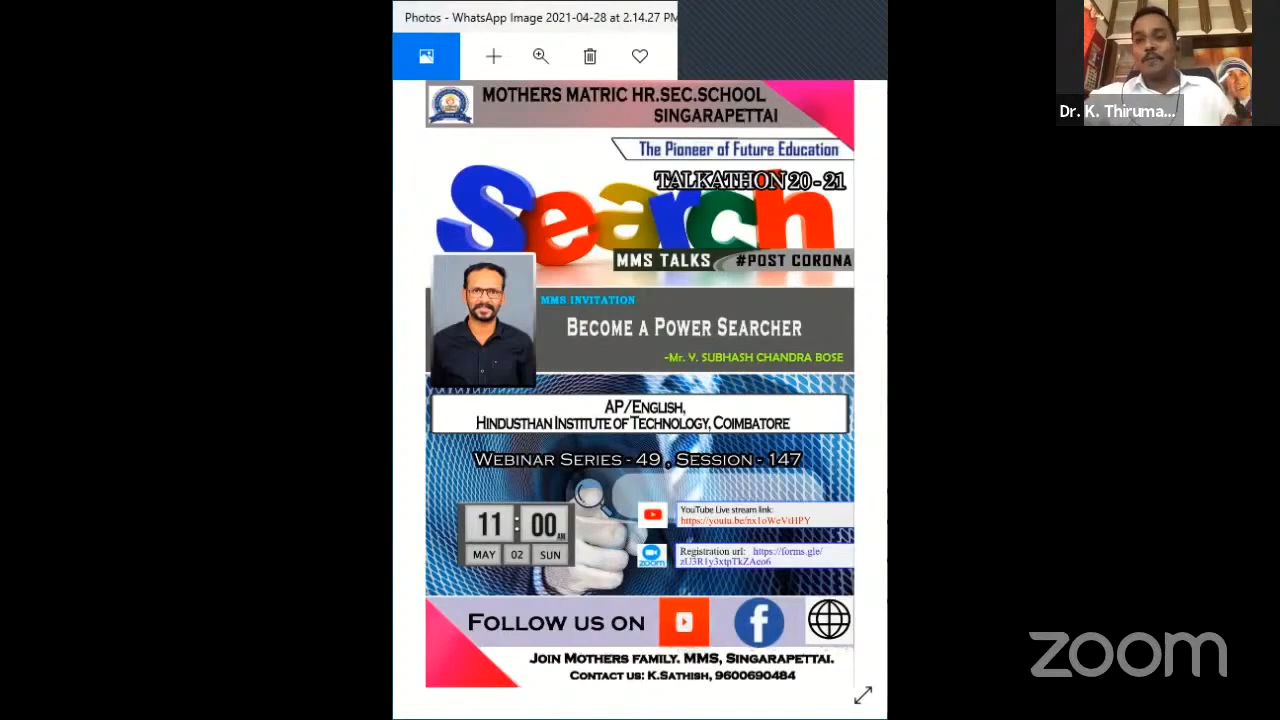 Photos - WhatsApp Image 2021-04-28 at 2.14.27 PM
MOTHERS MATRIC HR.SEC.SCHOOL
SINGARAPETTAI
The Pioneer of Future Education
TALKATHON 20 - 21
Search
MMS TALKS #POST CORONA
MMS INVITATION
BECOME A POWER SEARCHER
-Mr. Y. SUBHASH CHANDRA BOSE
AP/ENGLISH,
HINDUSTHAN INSTITUTE OF TECHNOLOGY, COIMBATORE
WEBINAR SERIES - 49 , SESSION - 147
11 : 00 AM
MAY 02 SUN
YouTube Live stream link:
https://youtu.be/nx1oWeVtHPY
zoom
Registration url: https://forms.gle/
zU3R1y3xtpTkZAeo6
FOLLOW US ON
JOIN MOTHERS FAMILY. MMS, SINGARAPETTAI.
CONTACT US: K.SATHISH, 9600690484
Dr. K. Thiruma...
zoom